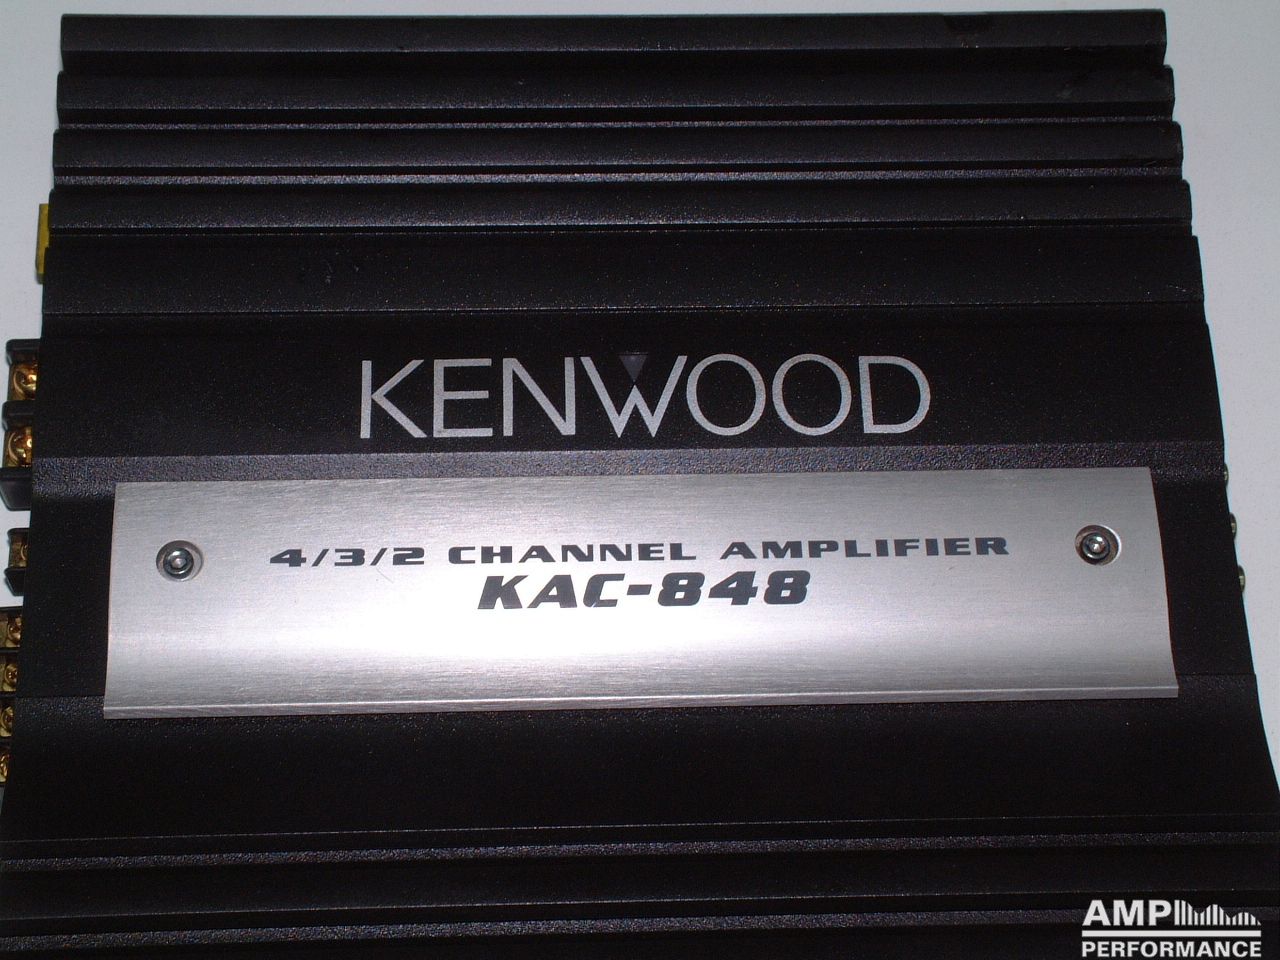 KENWOOD
4/3/2 CHANNEL AMPLIFIER
KAC-848
AMP
PERFORMANCE